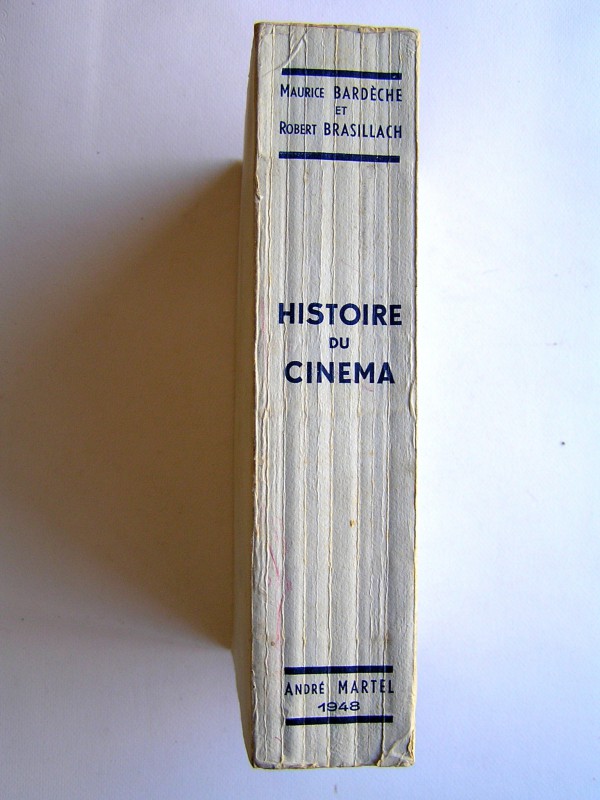 Maurice BARDÈCHE
ET
Robert BRASILLACH
HISTOIRE
DU
CINEMA
André MARTEL
1948